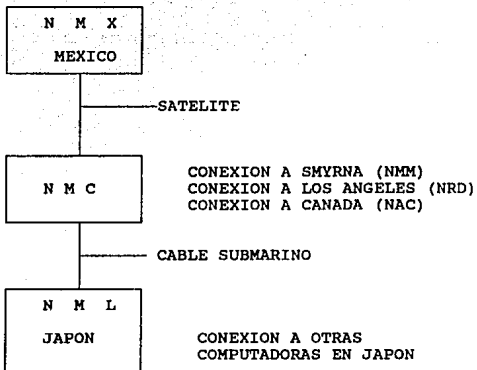 N M X
MEXICO
SATELITE
N M C
CONEXION A SMYRNA (NMM)
CONEXION A LOS ANGELES (NRD)
CONEXION A CANADA (NAC)
CABLE SUBMARINO
N M L
JAPON
CONEXION A OTRAS
COMPUTADORAS EN JAPON